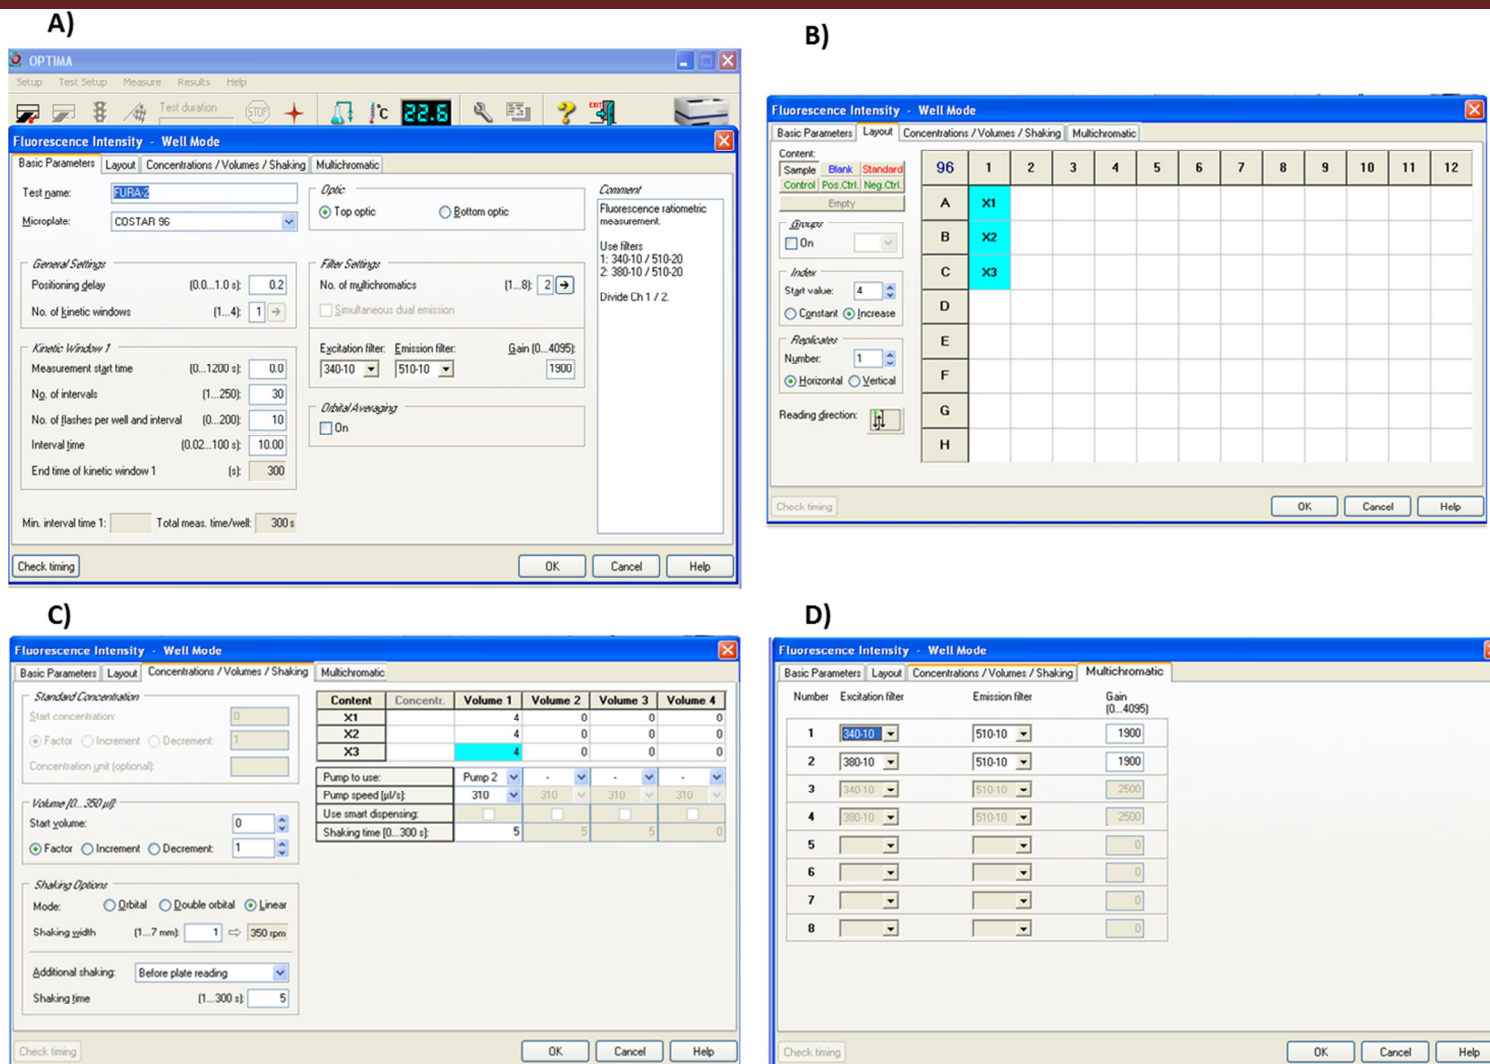 A)
OPTIMA
Setup Test Setup Measure Results Help
Test duration STOP °C 22.6 EXIT
Fluorescence Intensity - Well Mode
Basic Parameters Layout Concentrations / Volumes / Shaking Multichromatic
Test name: FURA-2
Microplate: COSTAR 96
General Settings
Positioning delay (0.0...1.0 s): 0.2
No. of kinetic windows (1...4): 1
Kinetic Window 1
Measurement start time (0...1200 s): 0.0
No. of intervals (1...250): 30
No. of flashes per well and interval (0...200): 10
Interval time (0.02...100 s): 10.00
End time of kinetic window 1 (s): 300
Min. interval time 1: Total meas. time/well: 300 s
Optic
Top optic Bottom optic
Filter Settings
No. of multichromatics (1...8): 2
Simultaneous dual emission
Excitation filter: Emission filter: Gain (0...4095):
340-10 510-10 1900
Orbital Averaging
On
Comment
Fluorescence ratiometric
measurement.
Use filters
1: 340-10 / 510-20
2: 380-10 / 510-20
Divide Ch 1 / 2.
Check timing OK Cancel Help
B)
Fluorescence Intensity - Well Mode
Basic Parameters Layout Concentrations / Volumes / Shaking Multichromatic
Content:
Sample Blank Standard
Control Pos.Ctrl. Neg.Ctrl.
Empty
Groups
On
Index
Start value: 4
Constant Increase
Replicates
Number: 1
Horizontal Vertical
Reading direction:
96 1 2 3 4 5 6 7 8 9 10 11 12
A X1
B X2
C X3
D
E
F
G
H
Check timing OK Cancel Help
C)
Fluorescence Intensity - Well Mode
Basic Parameters Layout Concentrations / Volumes / Shaking Multichromatic
Standard Concentration
Start concentration: 0
Factor Increment Decrement: 1
Concentration unit (optional):
Volume [0...350 µl]:
Start volume: 0
Factor Increment Decrement: 1
Shaking Options
Mode: Orbital Double orbital Linear
Shaking width (1...7 mm): 1 350 rpm
Additional shaking: Before plate reading
Shaking time (1...300 s): 5
Content Concentr. Volume 1 Volume 2 Volume 3 Volume 4
X1 4 0 0 0
X2 4 0 0 0
X3 4 0 0 0
Pump to use: Pump 2 - - -
Pump speed [µl/s]: 310 310 310 310
Use smart dispensing:
Shaking time [0...300 s]: 5 5 5 0
Check timing OK Cancel Help
D)
Fluorescence Intensity - Well Mode
Basic Parameters Layout Concentrations / Volumes / Shaking Multichromatic
Number Excitation filter Emission filter Gain
(0...4095)
1 340-10 510-10 1900
2 380-10 510-10 1900
3 340-10 510-10 2500
4 380-10 510-10 2500
5 0
6 0
7 0
8 0
Check timing OK Cancel Help